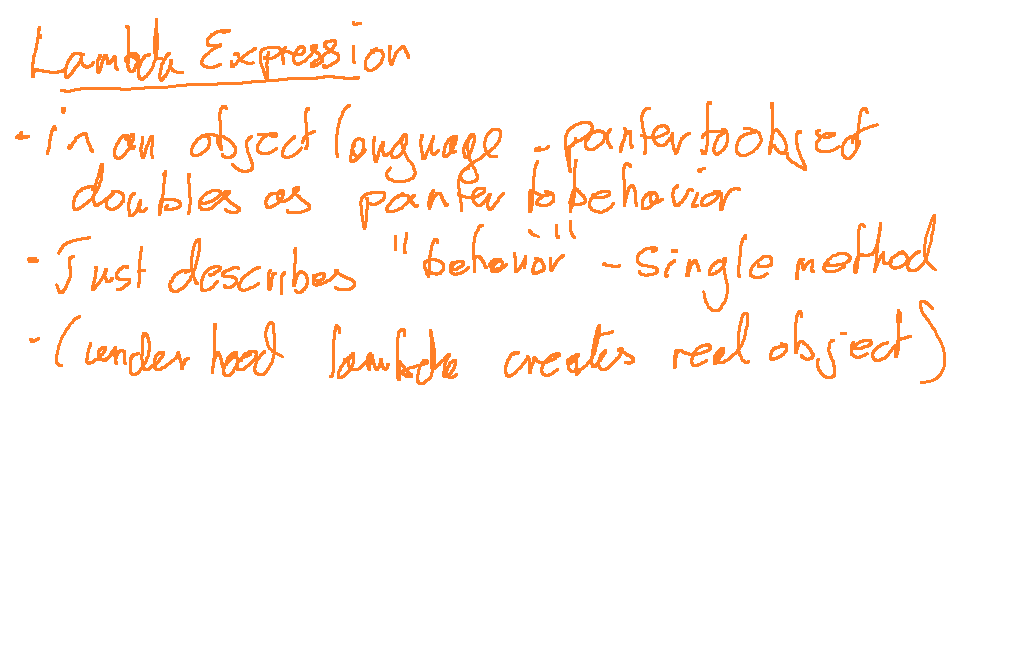 Lambda Expression
- in an object language - pointer to object
doubles as pointer to behavior
- Just describes "behavior" - single method
- (under hood lambda creates real object)